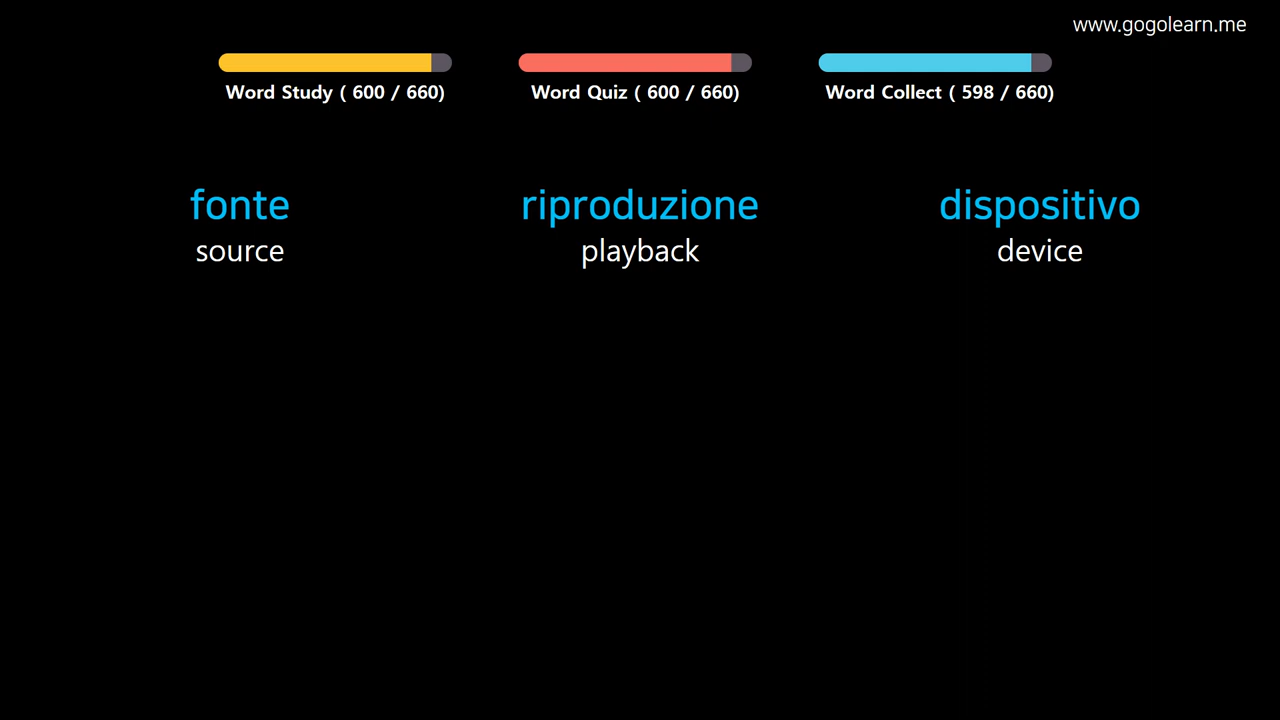 www.gogolearn.me
Word Study ( 600 / 660)
Word Quiz ( 600 / 660)
Word Collect ( 598 / 660)
fonte
source
riproduzione
playback
dispositivo
device